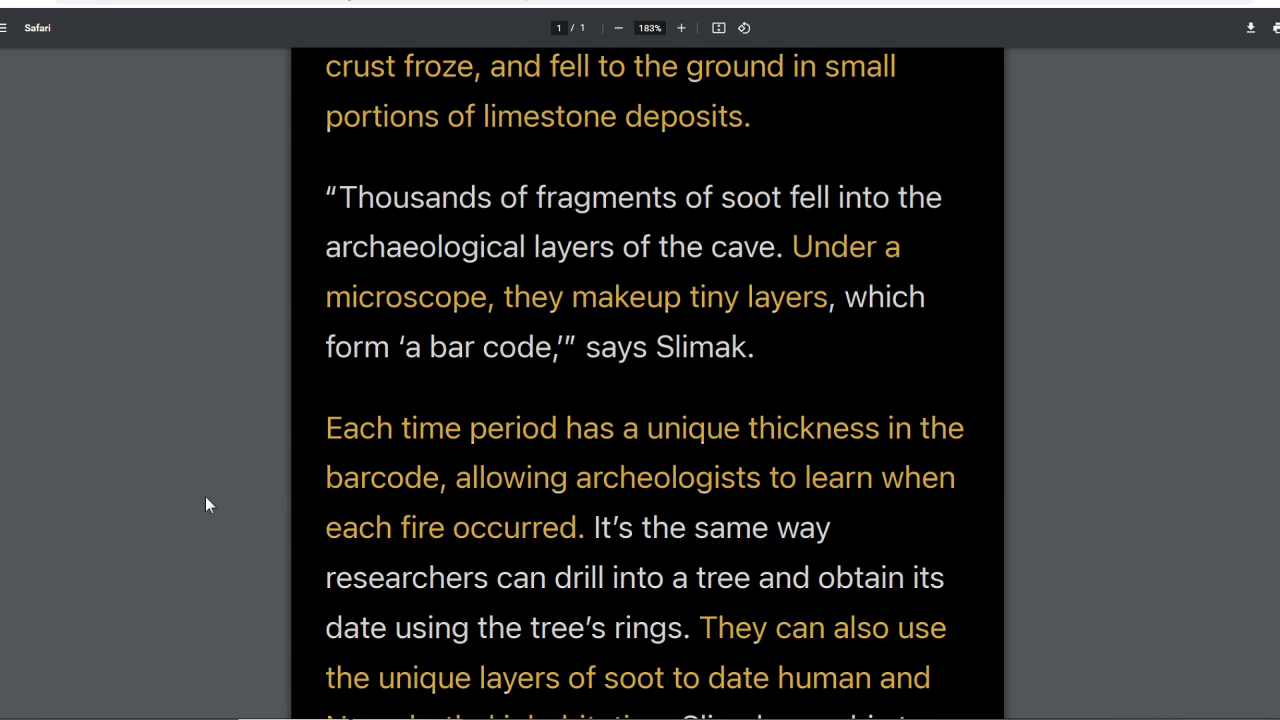 Safari
1 / 1
183%
crust froze, and fell to the ground in small
portions of limestone deposits.
“Thousands of fragments of soot fell into the
archaeological layers of the cave. Under a
microscope, they makeup tiny layers, which
form ‘a bar code,’” says Slimak.
Each time period has a unique thickness in the
barcode, allowing archeologists to learn when
each fire occurred. It’s the same way
researchers can drill into a tree and obtain its
date using the tree’s rings. They can also use
the unique layers of soot to date human and